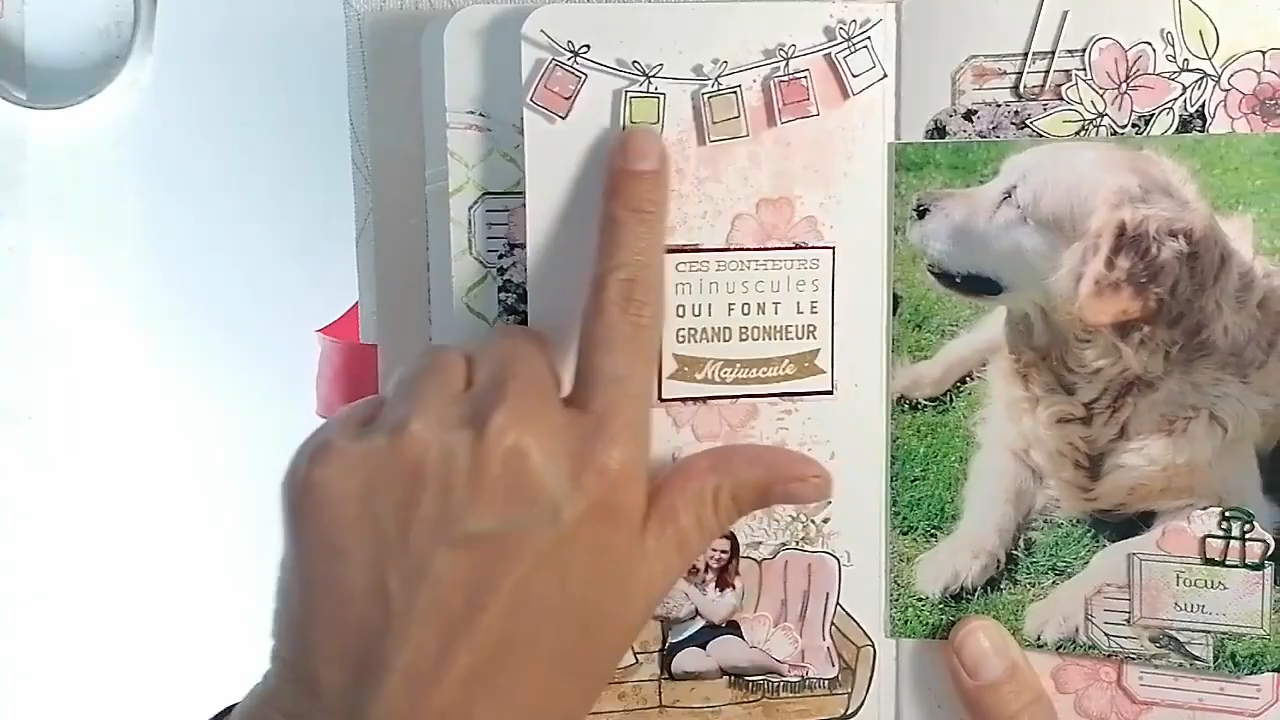 CES BONHEURS
minuscules
QUI FONT LE
GRAND BONHEUR
Majuscule
Focus
sur...